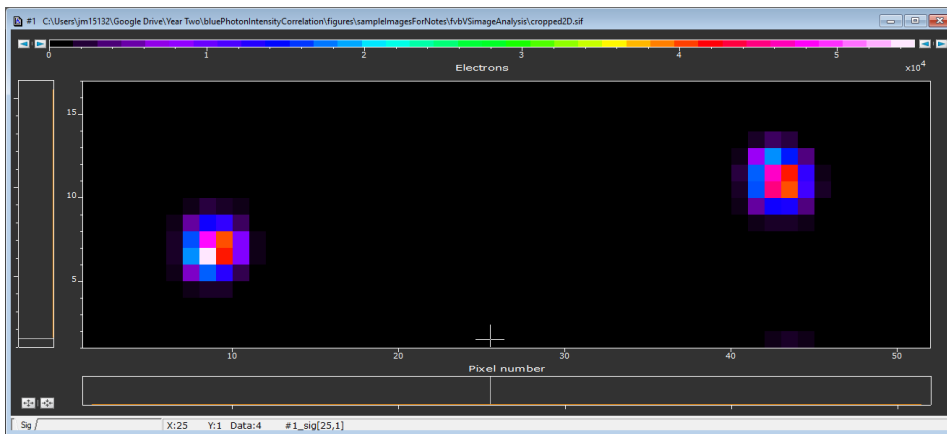 #1 C:\Users\jm15132\Google Drive\Year Two\bluePhotonIntensityCorrelation\figures\sampleImagesForNotes\fvbVSimageAnalysis\cropped2D.sif
0 1 2 3 4 5
Electrons x10⁴
15
10
5
10 20 30 40 50
Pixel number
Sig X:25 Y:1 Data:4 #1_sig[25,1]